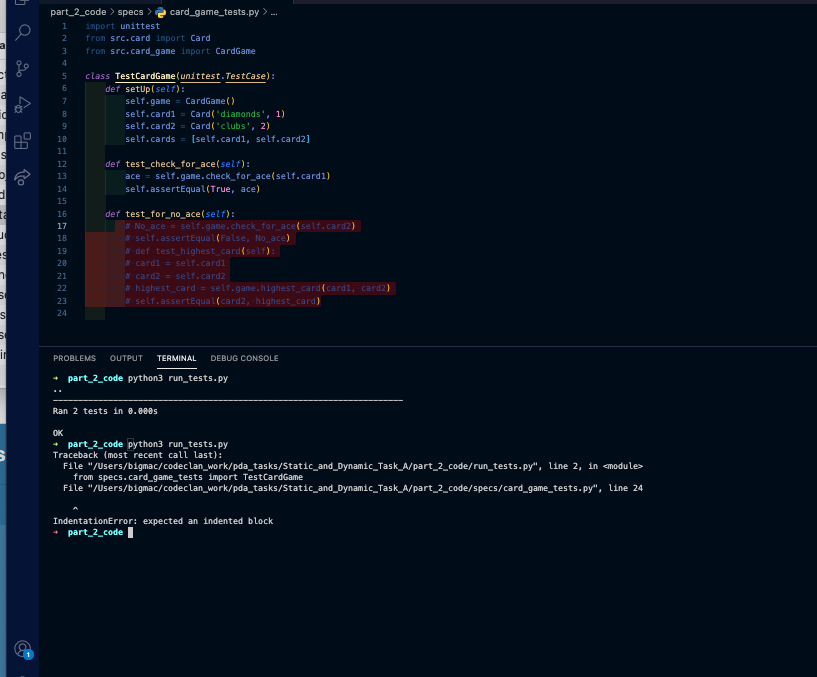 part_2_code > specs > card_game_tests.py > ...
1 import unittest
2 from src.card import Card
3 from src.card_game import CardGame
4
5 class TestCardGame(unittest.TestCase):
6 def setUp(self):
7 self.game = CardGame()
8 self.card1 = Card('diamonds', 1)
9 self.card2 = Card('clubs', 2)
10 self.cards = [self.card1, self.card2]
11
12 def test_check_for_ace(self):
13 ace = self.game.check_for_ace(self.card1)
14 self.assertEqual(True, ace)
15
16 def test_for_no_ace(self):
17 # No_ace = self.game.check_for_ace(self.card2)
18 # self.assertEqual(False, No_ace)
19 # def test_highest_card(self):
20 # card1 = self.card1
21 # card2 = self.card2
22 # highest_card = self.game.highest_card(card1, card2)
23 # self.assertEqual(card2, highest_card)
24
PROBLEMS OUTPUT TERMINAL DEBUG CONSOLE
→ part_2_code python3 run_tests.py
..
----------------------------------------------------------------------
Ran 2 tests in 0.000s
OK
→ part_2_code python3 run_tests.py
Traceback (most recent call last):
File "/Users/bigmac/codeclan_work/pda_tasks/Static_and_Dynamic_Task_A/part_2_code/run_tests.py", line 2, in <module>
from specs.card_game_tests import TestCardGame
File "/Users/bigmac/codeclan_work/pda_tasks/Static_and_Dynamic_Task_A/part_2_code/specs/card_game_tests.py", line 24
^
IndentationError: expected an indented block
→ part_2_code
1